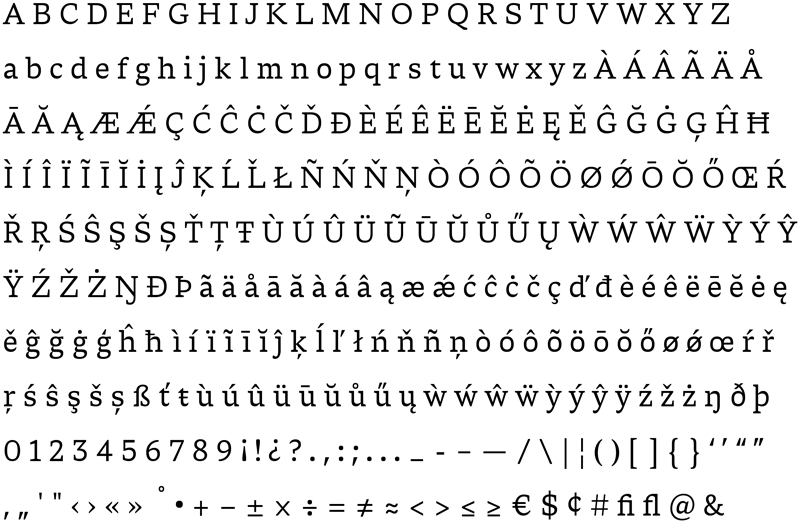 A B C D E F G H I J K L M N O P Q R S T U V W X Y Z
a b c d e f g h i j k l m n o p q r s t u v w x y z À Á Â Ã Ä Å
Ā Ă Ą Æ Ǽ Ç Ć Ĉ Ċ Č Ď Đ È É Ê Ë Ē Ĕ Ė Ę Ě Ĝ Ğ Ġ Ģ Ĥ Ħ
Ì Í Î Ï Ĩ Ī Ĭ İ Į Ĵ Ķ Ĺ Ľ Ł Ñ Ń Ň Ņ Ò Ó Ô Õ Ö Ø Ǿ Ō Ŏ Ő Œ Ŕ
Ř Ŗ Ś Ŝ Ş Š Ș Ť Ț Ŧ Ù Ú Û Ü Ũ Ū Ŭ Ů Ű Ų Ẁ Ẃ Ŵ Ẅ Ỳ Ý Ŷ
Ÿ Ź Ž Ż Ŋ Đ Þ ã ä å ā ă à á â ą æ ǽ ć ĉ ċ č ç ď đ è é ê ë ē ĕ ė ę
ě ĝ ğ ġ ģ ĥ ħ ì í ï ĩ ī ĭ ĵ ķ ĺ ľ ł ń ň ñ ņ ò ó ô õ ö ō ŏ ő ø ǿ œ ŕ ř
ŗ ś ŝ ş š ș ß ť ŧ ù ú û ü ū ŭ ů ű ų ẁ ẃ ŵ ẅ ỳ ý ŷ ÿ ź ž ż ŋ ð þ
0 1 2 3 4 5 6 7 8 9 ¡ ! ¿ ? . , : ; … _ - – — / \ | ¦ ( ) [ ] { } ‘ ’ “ ”
‚ „ ' " ‹ › « » ° • + − ± × ÷ = ≠ ≈ < > ≤ ≥ € $ ¢ # ﬁ ﬂ @ &